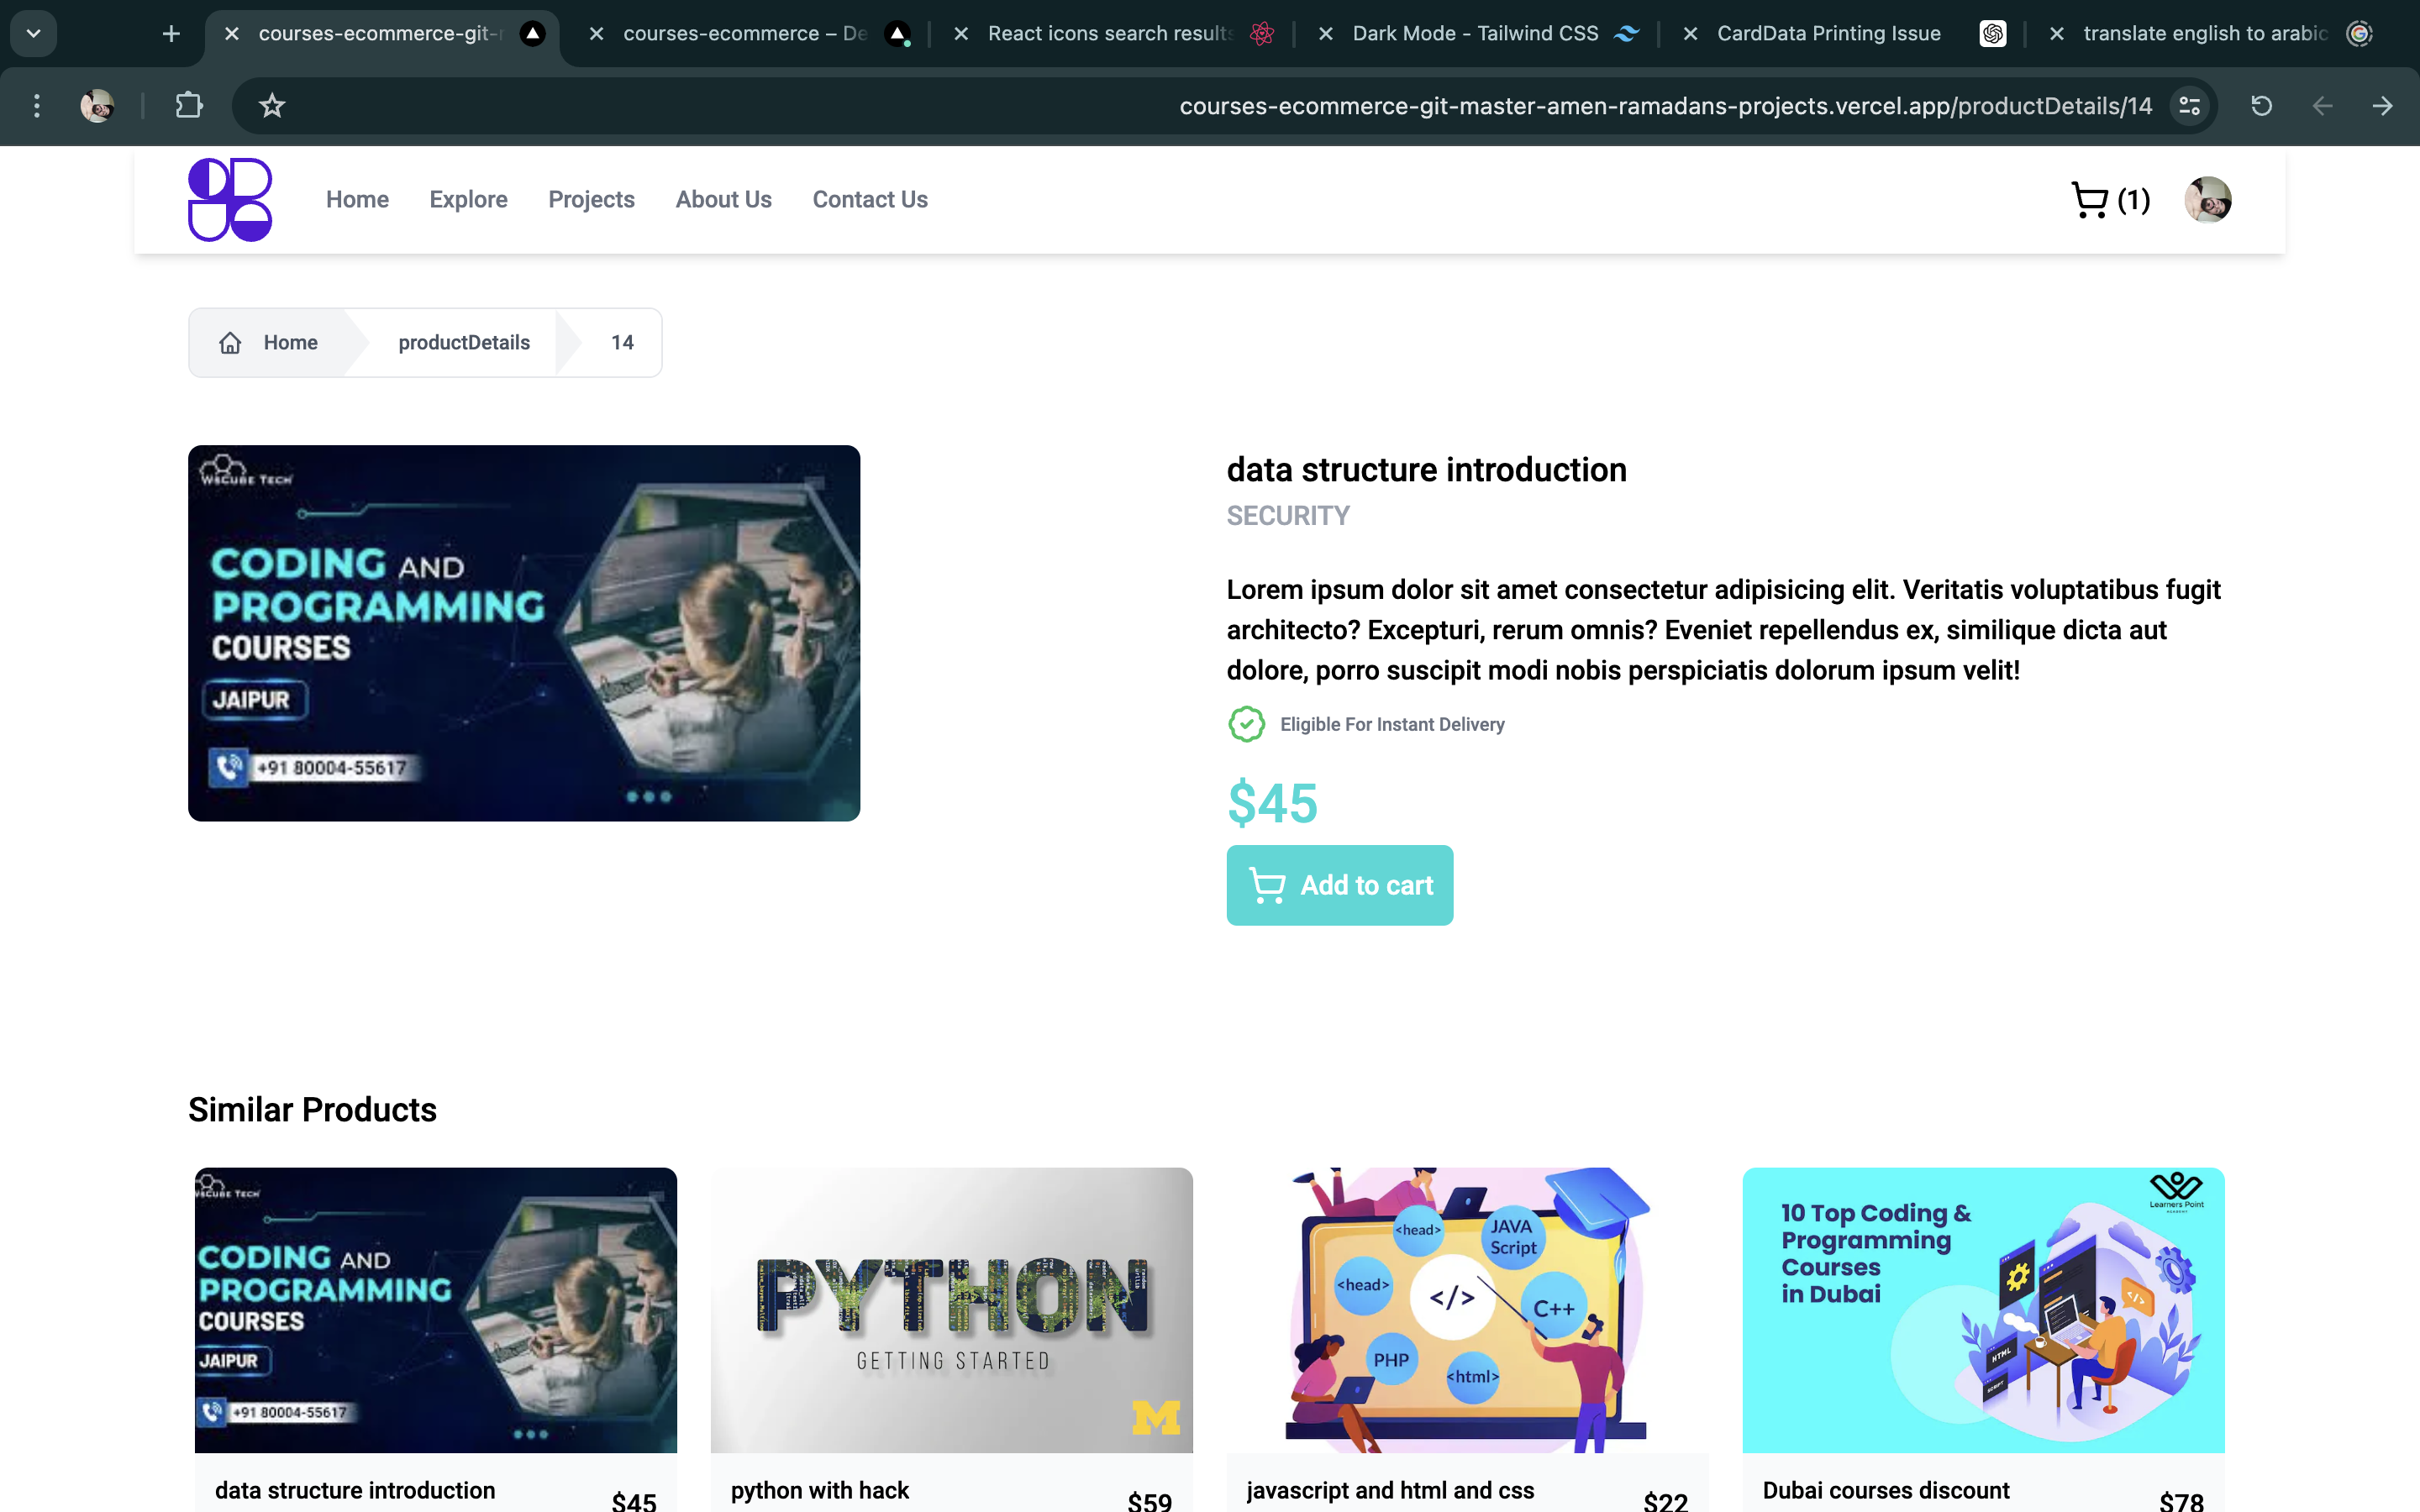 courses-ecommerce-git-
courses-ecommerce – De
React icons search results
Dark Mode - Tailwind CSS
CardData Printing Issue
translate english to arabic
courses-ecommerce-git-master-amen-ramadans-projects.vercel.app/productDetails/14
Home
Explore
Projects
About Us
Contact Us
(1)
Home
productDetails
14
WSCUBE TECH
CODING AND
PROGRAMMING
COURSES
JAIPUR
+91 80004-55617
data structure introduction
SECURITY
Lorem ipsum dolor sit amet consectetur adipisicing elit. Veritatis voluptatibus fugit
architecto? Excepturi, rerum omnis? Eveniet repellendus ex, similique dicta aut
dolore, porro suscipit modi nobis perspiciatis dolorum ipsum velit!
Eligible For Instant Delivery
$45
Add to cart
Similar Products
WSCUBE TECH
CODING AND
PROGRAMMING
COURSES
JAIPUR
+91 80004-55617
data structure introduction
$45
PYTHON
GETTING STARTED
M
python with hack
$59
<head>
JAVA
Script
<head>
</>
C++
PHP
<html>
javascript and html and css
$22
Learners Point
ACADEMY
10 Top Coding &
Programming
Courses
in Dubai
</>
HTML
SCRIPT
Dubai courses discount
$78